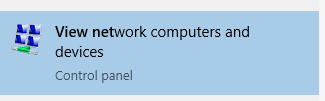 View network computers and
devices
Control panel